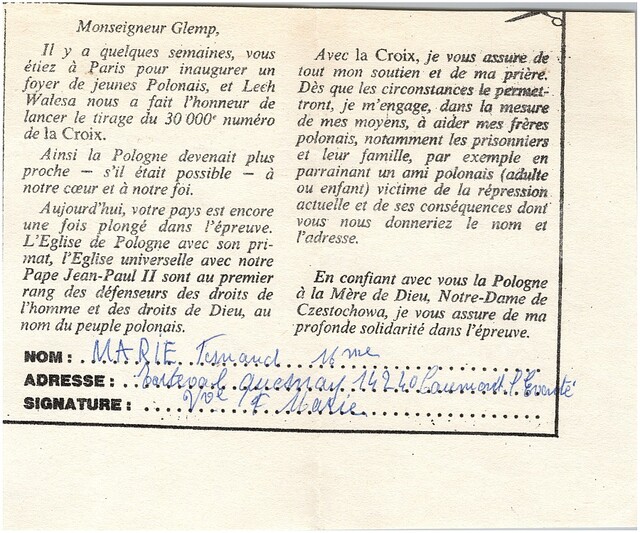 Monseigneur Glemp,
Il y a quelques semaines, vous
étiez à Paris pour inaugurer un
foyer de jeunes Polonais, et Lech
Walesa nous a fait l'honneur de
lancer le tirage du 30 000e numéro
de la Croix.
Ainsi la Pologne devenait plus
proche — s'il était possible — à
notre cœur et à notre foi.
Aujourd'hui, votre pays est encore
une fois plongé dans l'épreuve.
L'Eglise de Pologne avec son pri-
mat, l'Eglise universelle avec notre
Pape Jean-Paul II sont au premier
rang des défenseurs des droits de
l'homme et des droits de Dieu, au
nom du peuple polonais.
Avec la Croix, je vous assure de
tout mon soutien et de ma prière.
Dès que les circonstances le permet-
tront, je m'engage, dans la mesure
de mes moyens, à aider mes frères
polonais, notamment les prisonniers
et leur famille, par exemple en
parrainant un ami polonais (adulte
ou enfant) victime de la répression
actuelle et de ses conséquences dont
vous nous donneriez le nom et
l'adresse.
En confiant avec vous la Pologne
à la Mère de Dieu, Notre-Dame de
Czestochowa, je vous assure de ma
profonde solidarité dans l'épreuve.
NOM : MARIE Fernand Mme
ADRESSE : Torteval Quesnay 14240 Caumont l'Eventé
SIGNATURE : Vve F Marie